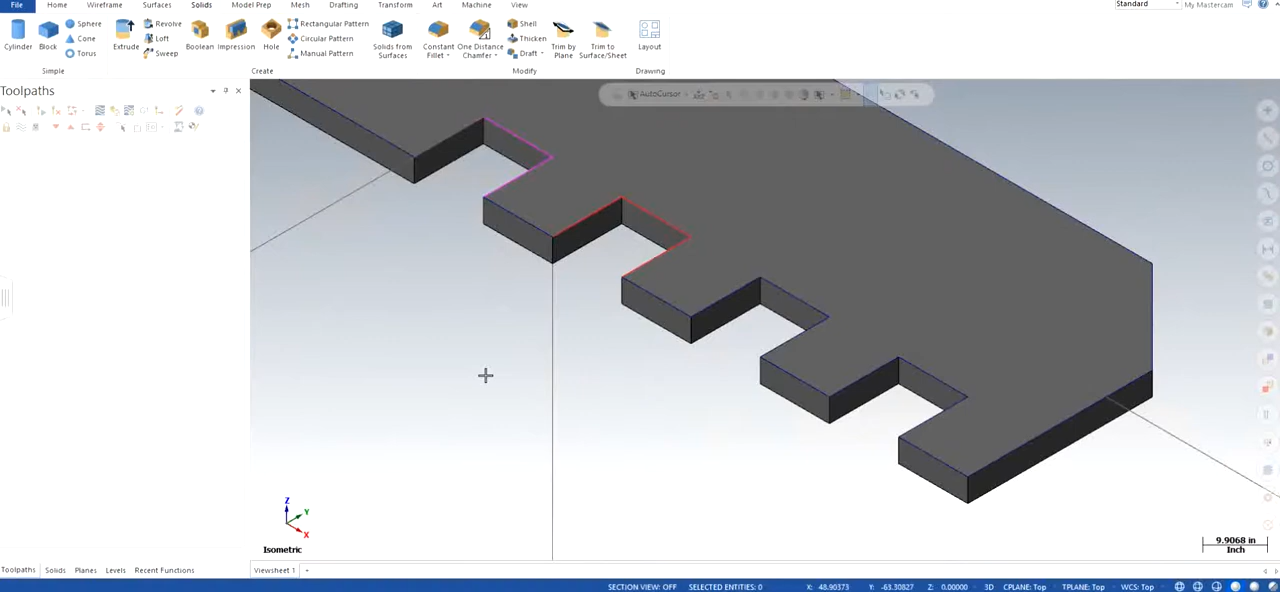 File Home Wireframe Surfaces Solids Model Prep Mesh Drafting Transform Art Machine View
Standard My Mastercam
Cylinder Block Sphere Cone Torus
Simple
Extrude Revolve Loft Sweep Boolean Impression Hole Rectangular Pattern Circular Pattern Manual Pattern
Create
Solids from Surfaces
Constant Fillet One Distance Chamfer Shell Thicken Draft Trim by Plane Trim to Surface/Sheet
Modify
Layout
Drawing
Toolpaths
AutoCursor
Z
Y
X
Isometric
9.9068 in
Inch
Toolpaths Solids Planes Levels Recent Functions
Viewsheet 1 +
SECTION VIEW: OFF SELECTED ENTITIES: 0 X: 48.90373 Y: -63.30827 Z: 0.00000 3D CPLANE: Top TPLANE: Top WCS: Top